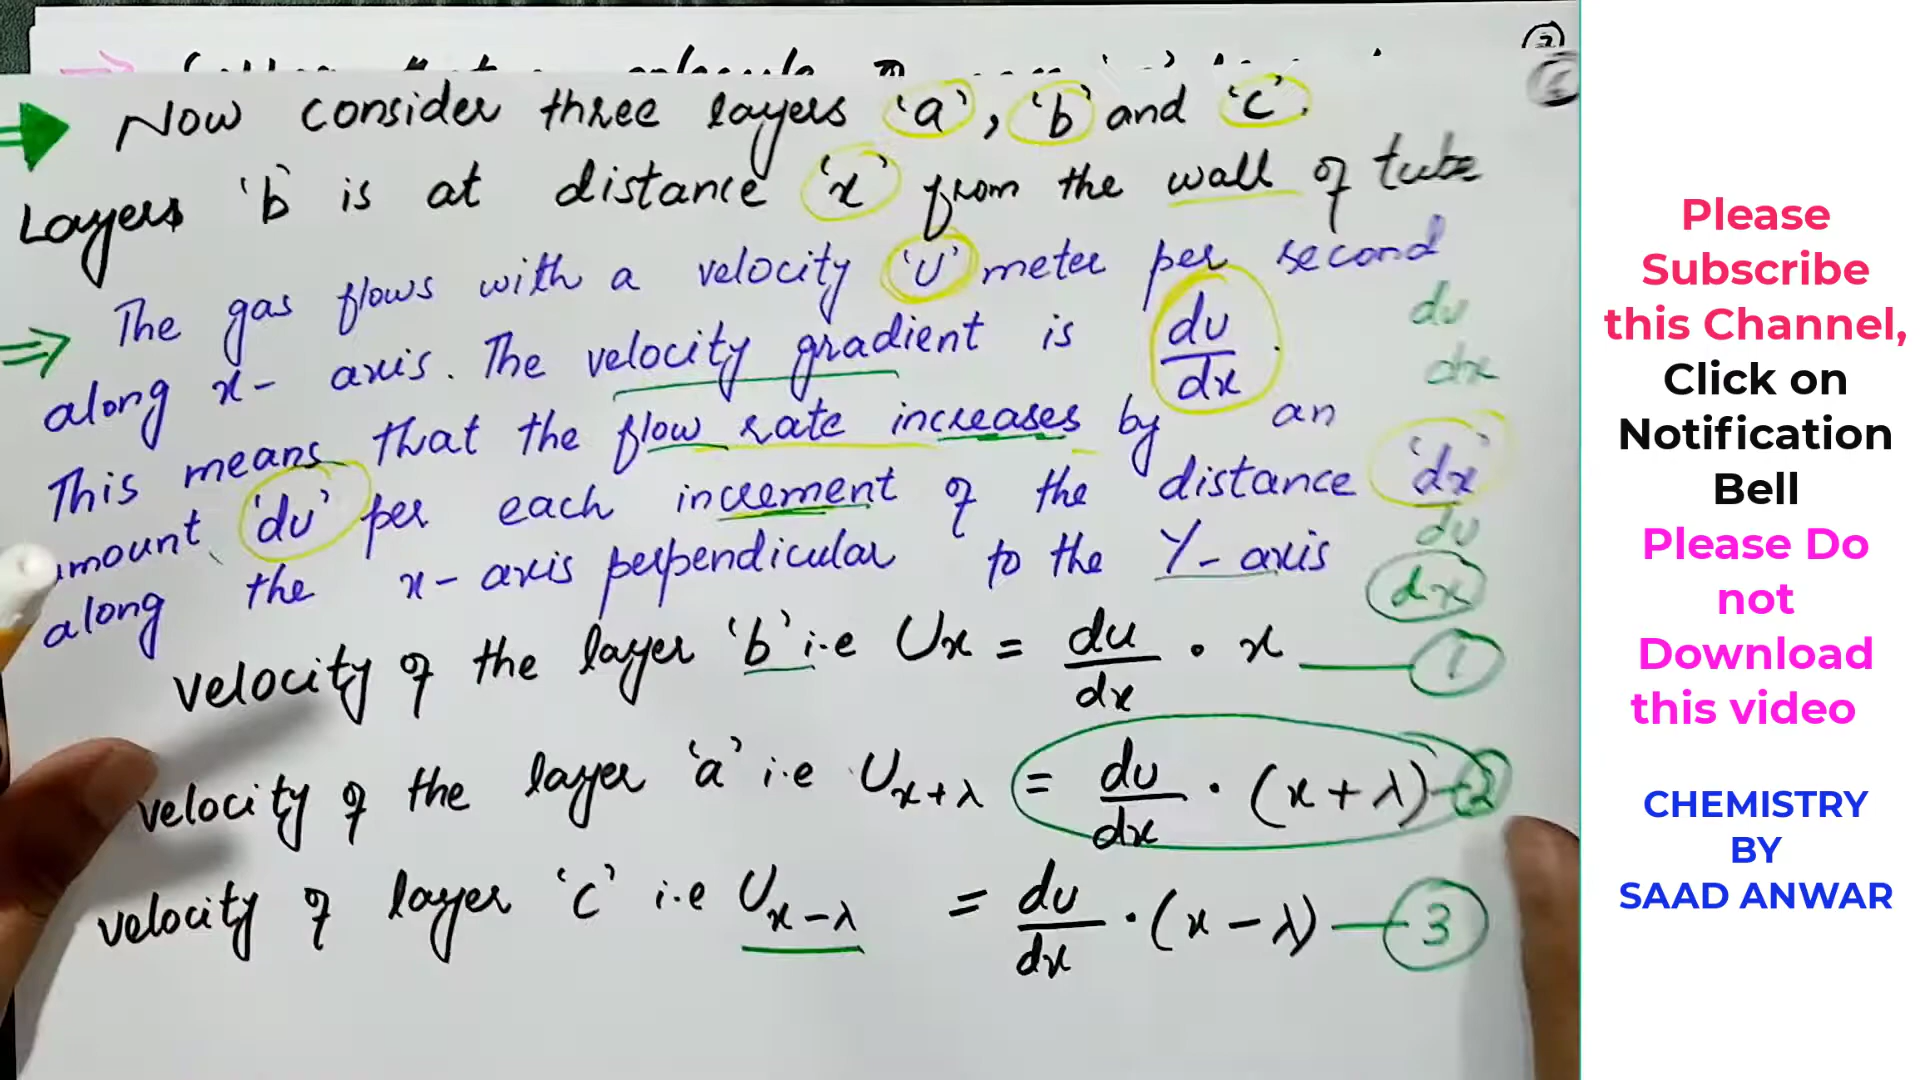 Now consider three layers 'a', 'b' and 'c'.
Layers 'b' is at distance 'x' from the wall of tube
The gas flows with a velocity 'U' meter per second
along x- axis. The velocity gradient is du/dx.
This means that the flow rate increases by an
amount 'du' per each increment of the distance 'dx'
along the x-axis perpendicular to the Y-axis
du
dx
du
dx
velocity of the layer 'b' i.e Ux = du/dx · x — 1
velocity of the layer 'a' i.e Ux+λ = du/dx · (x+λ) — 2
velocity of layer 'c' i.e Ux-λ = du/dx · (x-λ) — 3
Please
Subscribe
this Channel,
Click on
Notification
Bell
Please Do
not
Download
this video
CHEMISTRY
BY
SAAD ANWAR